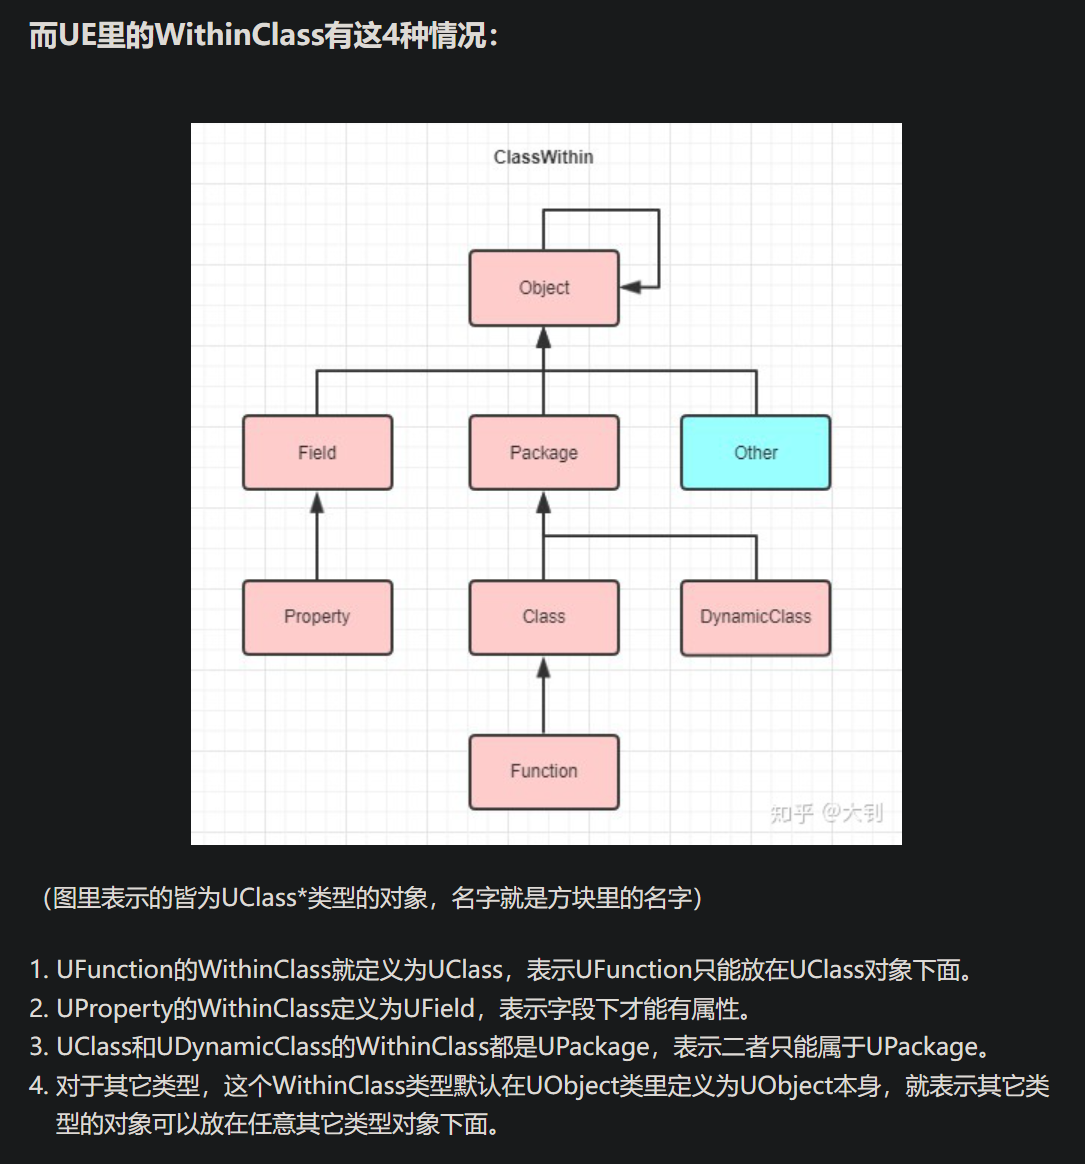 而UE里的WithinClass有这4种情况：
ClassWithin
Object
Field
Package
Other
Property
Class
DynamicClass
Function
知乎 @大钊
（图里表示的皆为UClass*类型的对象，名字就是方块里的名字）
1. UFunction的WithinClass就定义为UClass，表示UFunction只能放在UClass对象下面。
2. UProperty的WithinClass定义为UField，表示字段下才能有属性。
3. UClass和UDynamicClass的WithinClass都是UPackage，表示二者只能属于UPackage。
4. 对于其它类型，这个WithinClass类型默认在UObject类里定义为UObject本身，就表示其它类
型的对象可以放在任意其它类型对象下面。